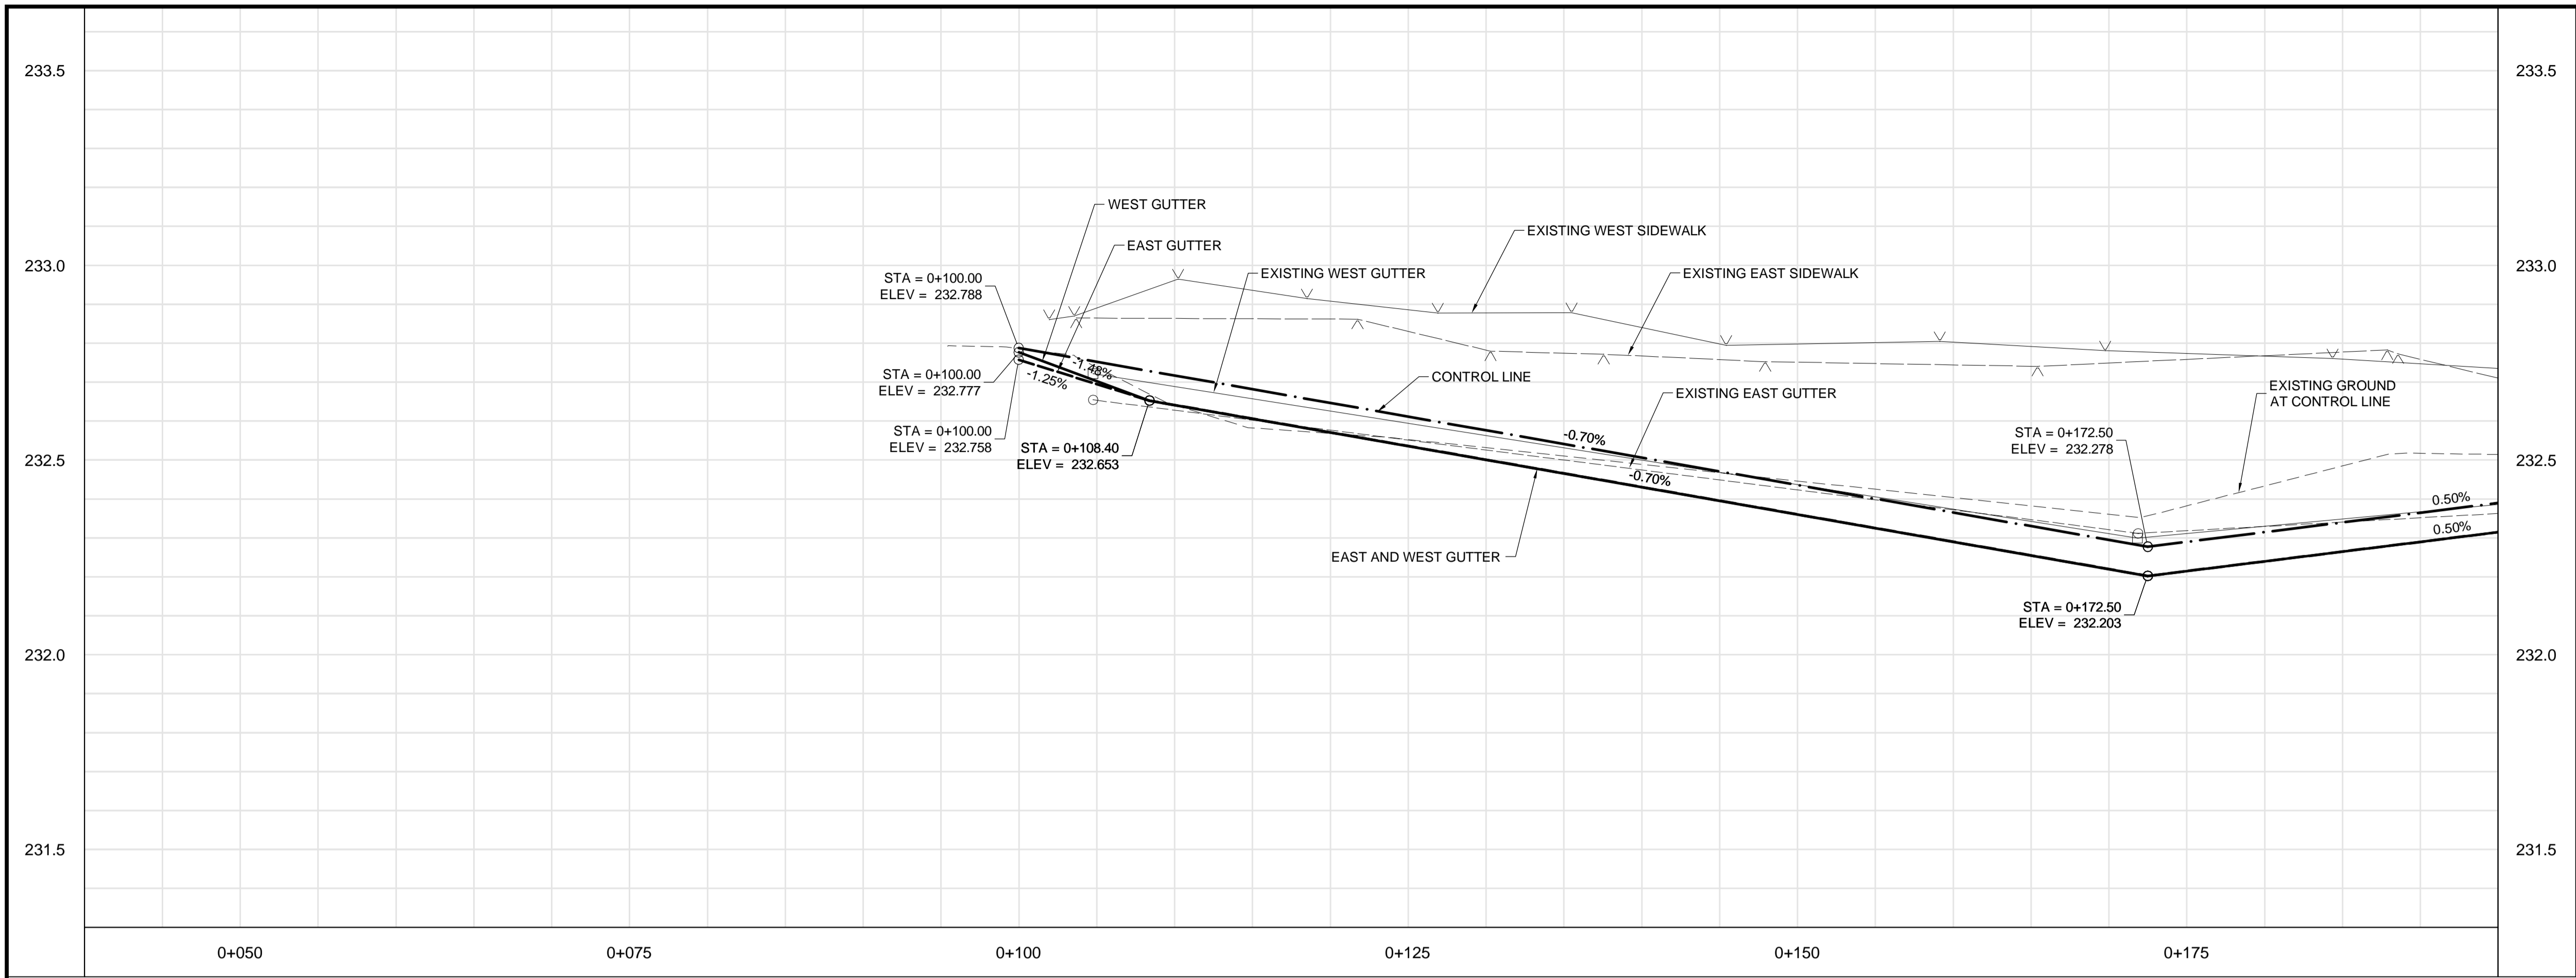 233.5
233.5
WEST GUTTER
EXISTING WEST SIDEWALK
EAST GUTTER
233.0
233.0
STA = 0+100.00
ELEV = 232.788
EXISTING WEST GUTTER
EXISTING EAST SIDEWALK
-1.48%
STA = 0+100.00
ELEV = 232.777
-1.25%
CONTROL LINE
EXISTING EAST GUTTER
EXISTING GROUND
AT CONTROL LINE
STA = 0+100.00
ELEV = 232.758
STA = 0+108.40
ELEV = 232.653
-0.70%
STA = 0+172.50
ELEV = 232.278
232.5
232.5
-0.70%
0.50%
0.50%
EAST AND WEST GUTTER
STA = 0+172.50
ELEV = 232.203
232.0
232.0
231.5
231.5
0+050
0+075
0+100
0+125
0+150
0+175